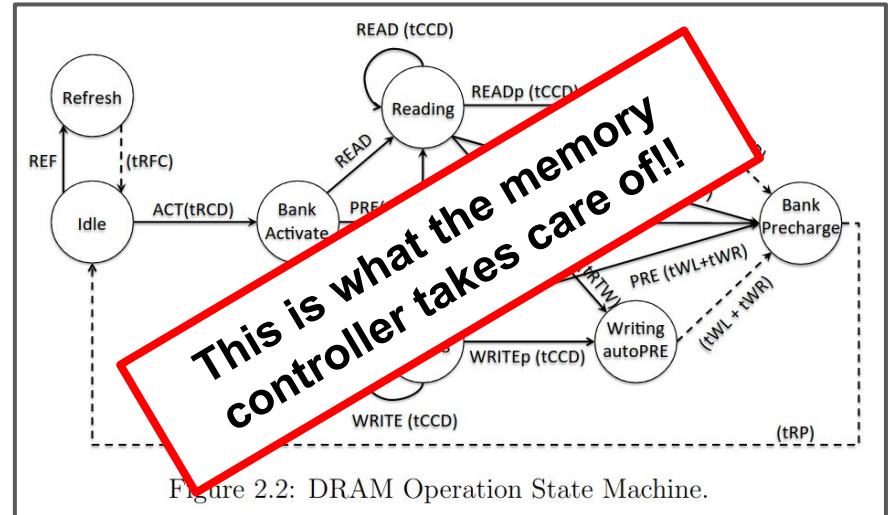 READ (tCCD)
Refresh
Reading
READp (tCCD)
REF
(tRFC)
READ
Idle
ACT(tRCD)
Bank
Activate
PRE(
Bank
Precharge
This is what the memory
controller takes care of!!
PRE (tWL+tWR)
(tRTW)
Writing
autoPRE
(tWL + tWR)
WRITEp (tCCD)
WRITE (tCCD)
(tRP)
Figure 2.2: DRAM Operation State Machine.